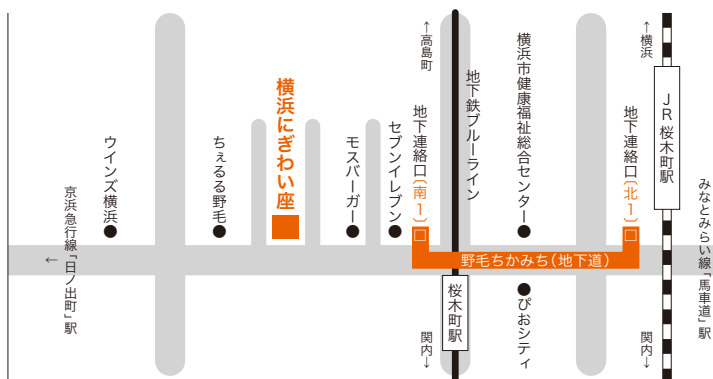 みなとみらい線「馬車道」駅
←横浜
JR桜木町駅
関内→
地下連絡口〔北1〕
横浜市健康福祉総合センター
ぴおシティ
地下鉄ブルーライン
←高島町
桜木町駅
関内→
野毛ちかみち(地下道)
地下連絡口〔南1〕
セブンイレブン
モスバーガー
横浜にぎわい座
ちぇるる野毛
ウインズ横浜
京浜急行線「日ノ出町」駅
←